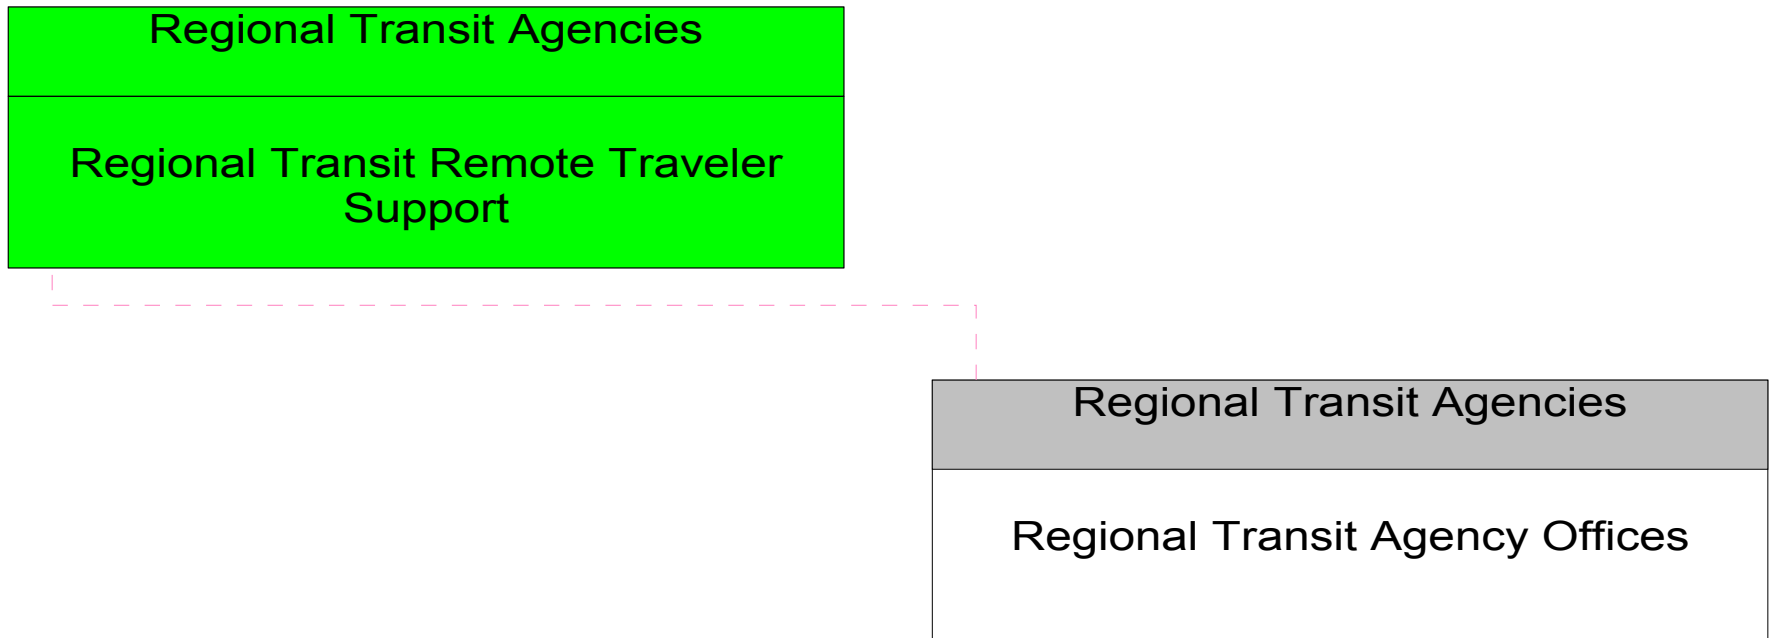 Regional Transit Agencies
Regional Transit Remote Traveler
Support
Regional Transit Agencies
Regional Transit Agency Offices